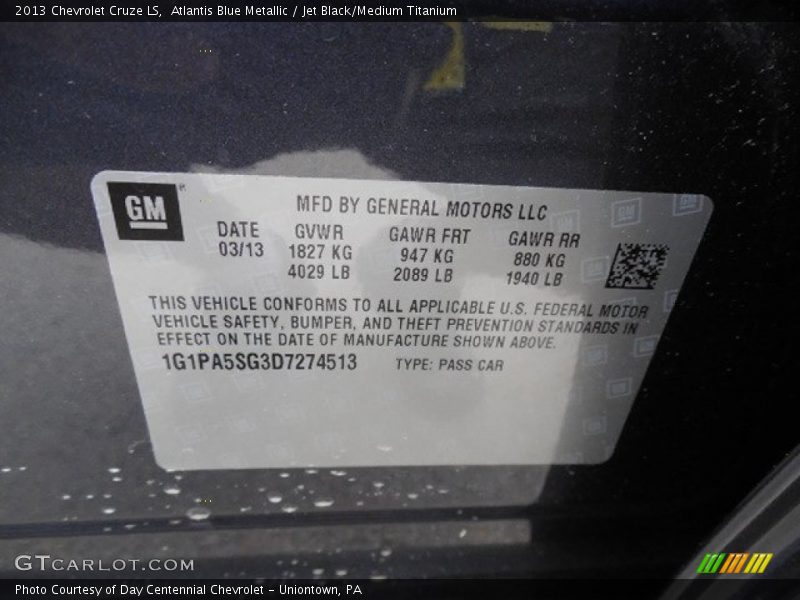 2013 Chevrolet Cruze LS,  Atlantis Blue Metallic / Jet Black/Medium Titanium
GM®
MFD BY GENERAL MOTORS LLC
DATE GVWR GAWR FRT GAWR RR
03/13 1827 KG 947 KG 880 KG
4029 LB 2089 LB 1940 LB
THIS VEHICLE CONFORMS TO ALL APPLICABLE U.S. FEDERAL MOTOR
VEHICLE SAFETY, BUMPER, AND THEFT PREVENTION STANDARDS IN
EFFECT ON THE DATE OF MANUFACTURE SHOWN ABOVE.
1G1PA5SG3D7274513 TYPE: PASS CAR
GTCARLOT.COM
Photo Courtesy of Day Centennial Chevrolet - Uniontown, PA